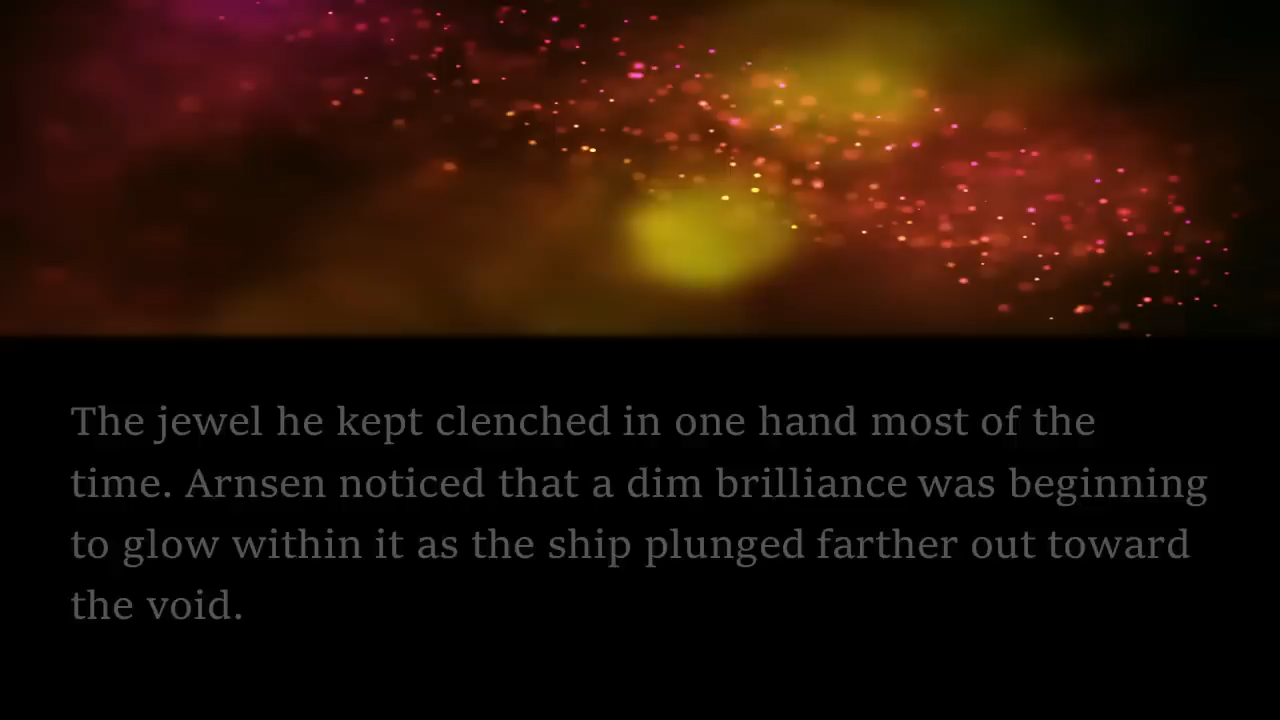 The jewel he kept clenched in one hand most of the
time. Arnsen noticed that a dim brilliance was beginning
to glow within it as the ship plunged farther out toward
the void.